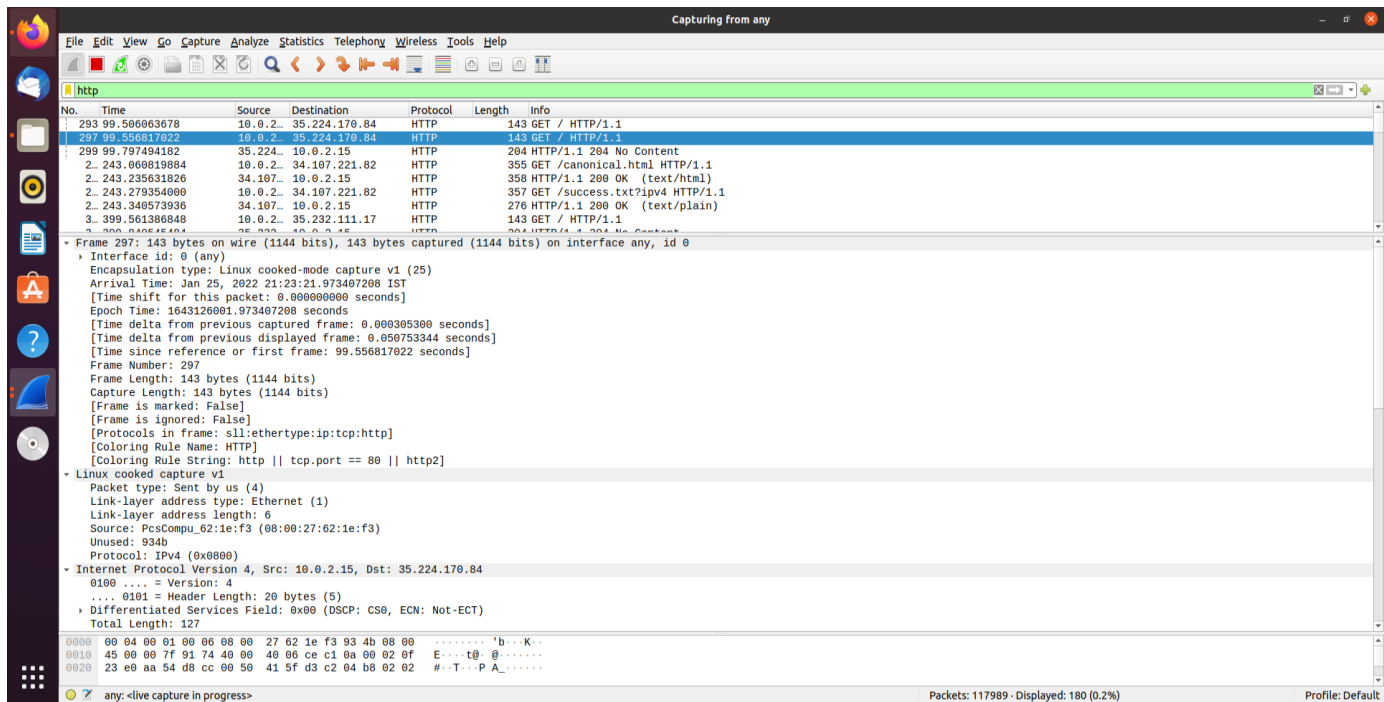 Capturing from any
File Edit View Go Capture Analyze Statistics Telephony Wireless Tools Help
http
No. Time Source Destination Protocol Length Info
293 99.506063678 10.0.2… 35.224.170.84 HTTP 143 GET / HTTP/1.1
297 99.556817022 10.0.2… 35.224.170.84 HTTP 143 GET / HTTP/1.1
299 99.797494182 35.224… 10.0.2.15 HTTP 204 HTTP/1.1 204 No Content
2… 243.060819884 10.0.2… 34.107.221.82 HTTP 355 GET /canonical.html HTTP/1.1
2… 243.235631826 34.107… 10.0.2.15 HTTP 358 HTTP/1.1 200 OK (text/html)
2… 243.279354000 10.0.2… 34.107.221.82 HTTP 357 GET /success.txt?ipv4 HTTP/1.1
2… 243.340573936 34.107… 10.0.2.15 HTTP 276 HTTP/1.1 200 OK (text/plain)
3… 399.561386848 10.0.2… 35.232.111.17 HTTP 143 GET / HTTP/1.1
Frame 297: 143 bytes on wire (1144 bits), 143 bytes captured (1144 bits) on interface any, id 0
Interface id: 0 (any)
Encapsulation type: Linux cooked-mode capture v1 (25)
Arrival Time: Jan 25, 2022 21:23:21.973407208 IST
[Time shift for this packet: 0.000000000 seconds]
Epoch Time: 1643126001.973407208 seconds
[Time delta from previous captured frame: 0.000305300 seconds]
[Time delta from previous displayed frame: 0.050753344 seconds]
[Time since reference or first frame: 99.556817022 seconds]
Frame Number: 297
Frame Length: 143 bytes (1144 bits)
Capture Length: 143 bytes (1144 bits)
[Frame is marked: False]
[Frame is ignored: False]
[Protocols in frame: sll:ethertype:ip:tcp:http]
[Coloring Rule Name: HTTP]
[Coloring Rule String: http || tcp.port == 80 || http2]
Linux cooked capture v1
Packet type: Sent by us (4)
Link-layer address type: Ethernet (1)
Link-layer address length: 6
Source: PcsCompu_62:1e:f3 (08:00:27:62:1e:f3)
Unused: 934b
Protocol: IPv4 (0x0800)
Internet Protocol Version 4, Src: 10.0.2.15, Dst: 35.224.170.84
0100 .... = Version: 4
.... 0101 = Header Length: 20 bytes (5)
Differentiated Services Field: 0x00 (DSCP: CS0, ECN: Not-ECT)
Total Length: 127
0000 00 04 00 01 00 06 08 00 27 62 1e f3 93 4b 08 00 ········ 'b···K··
0010 45 00 00 7f 91 74 40 00 40 06 ce c1 0a 00 02 0f E····t@· @·······
0020 23 e0 aa 54 d8 cc 00 50 41 5f d3 c2 04 b8 02 02 #··T···P A_······
any: <live capture in progress> Packets: 117989 · Displayed: 180 (0.2%) Profile: Default